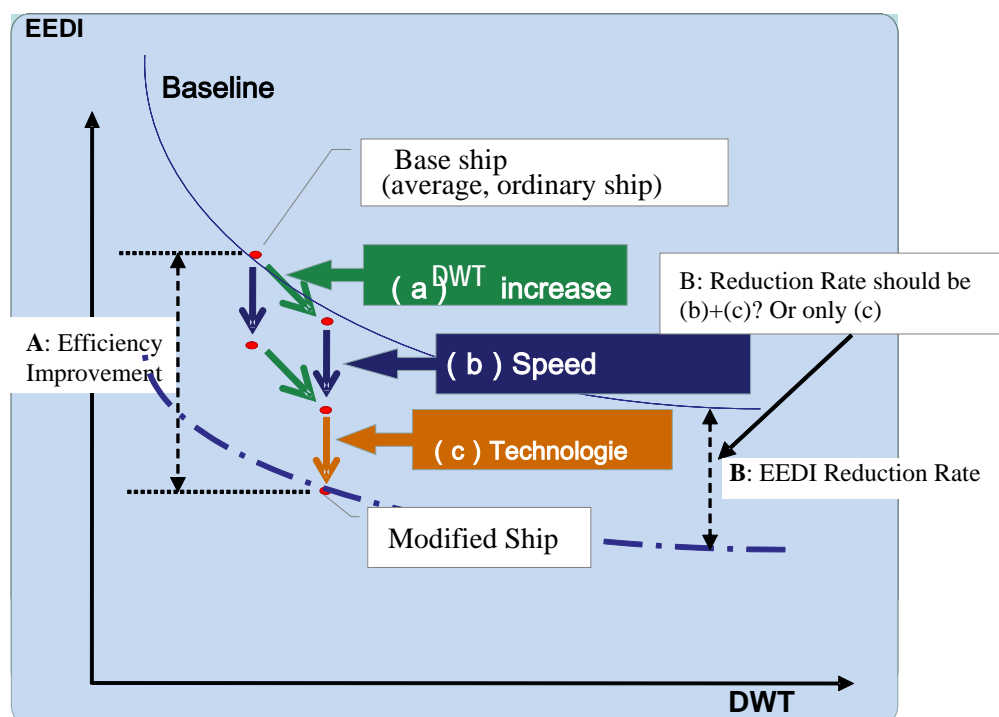 EEDI
Baseline
Base ship
(average, ordinary ship)
( a ) DWT increase
B: Reduction Rate should be
(b)+(c)? Or only (c)
A: Efficiency
Improvement
( b ) Speed
( c ) Technologie
B: EEDI Reduction Rate
Modified Ship
DWT